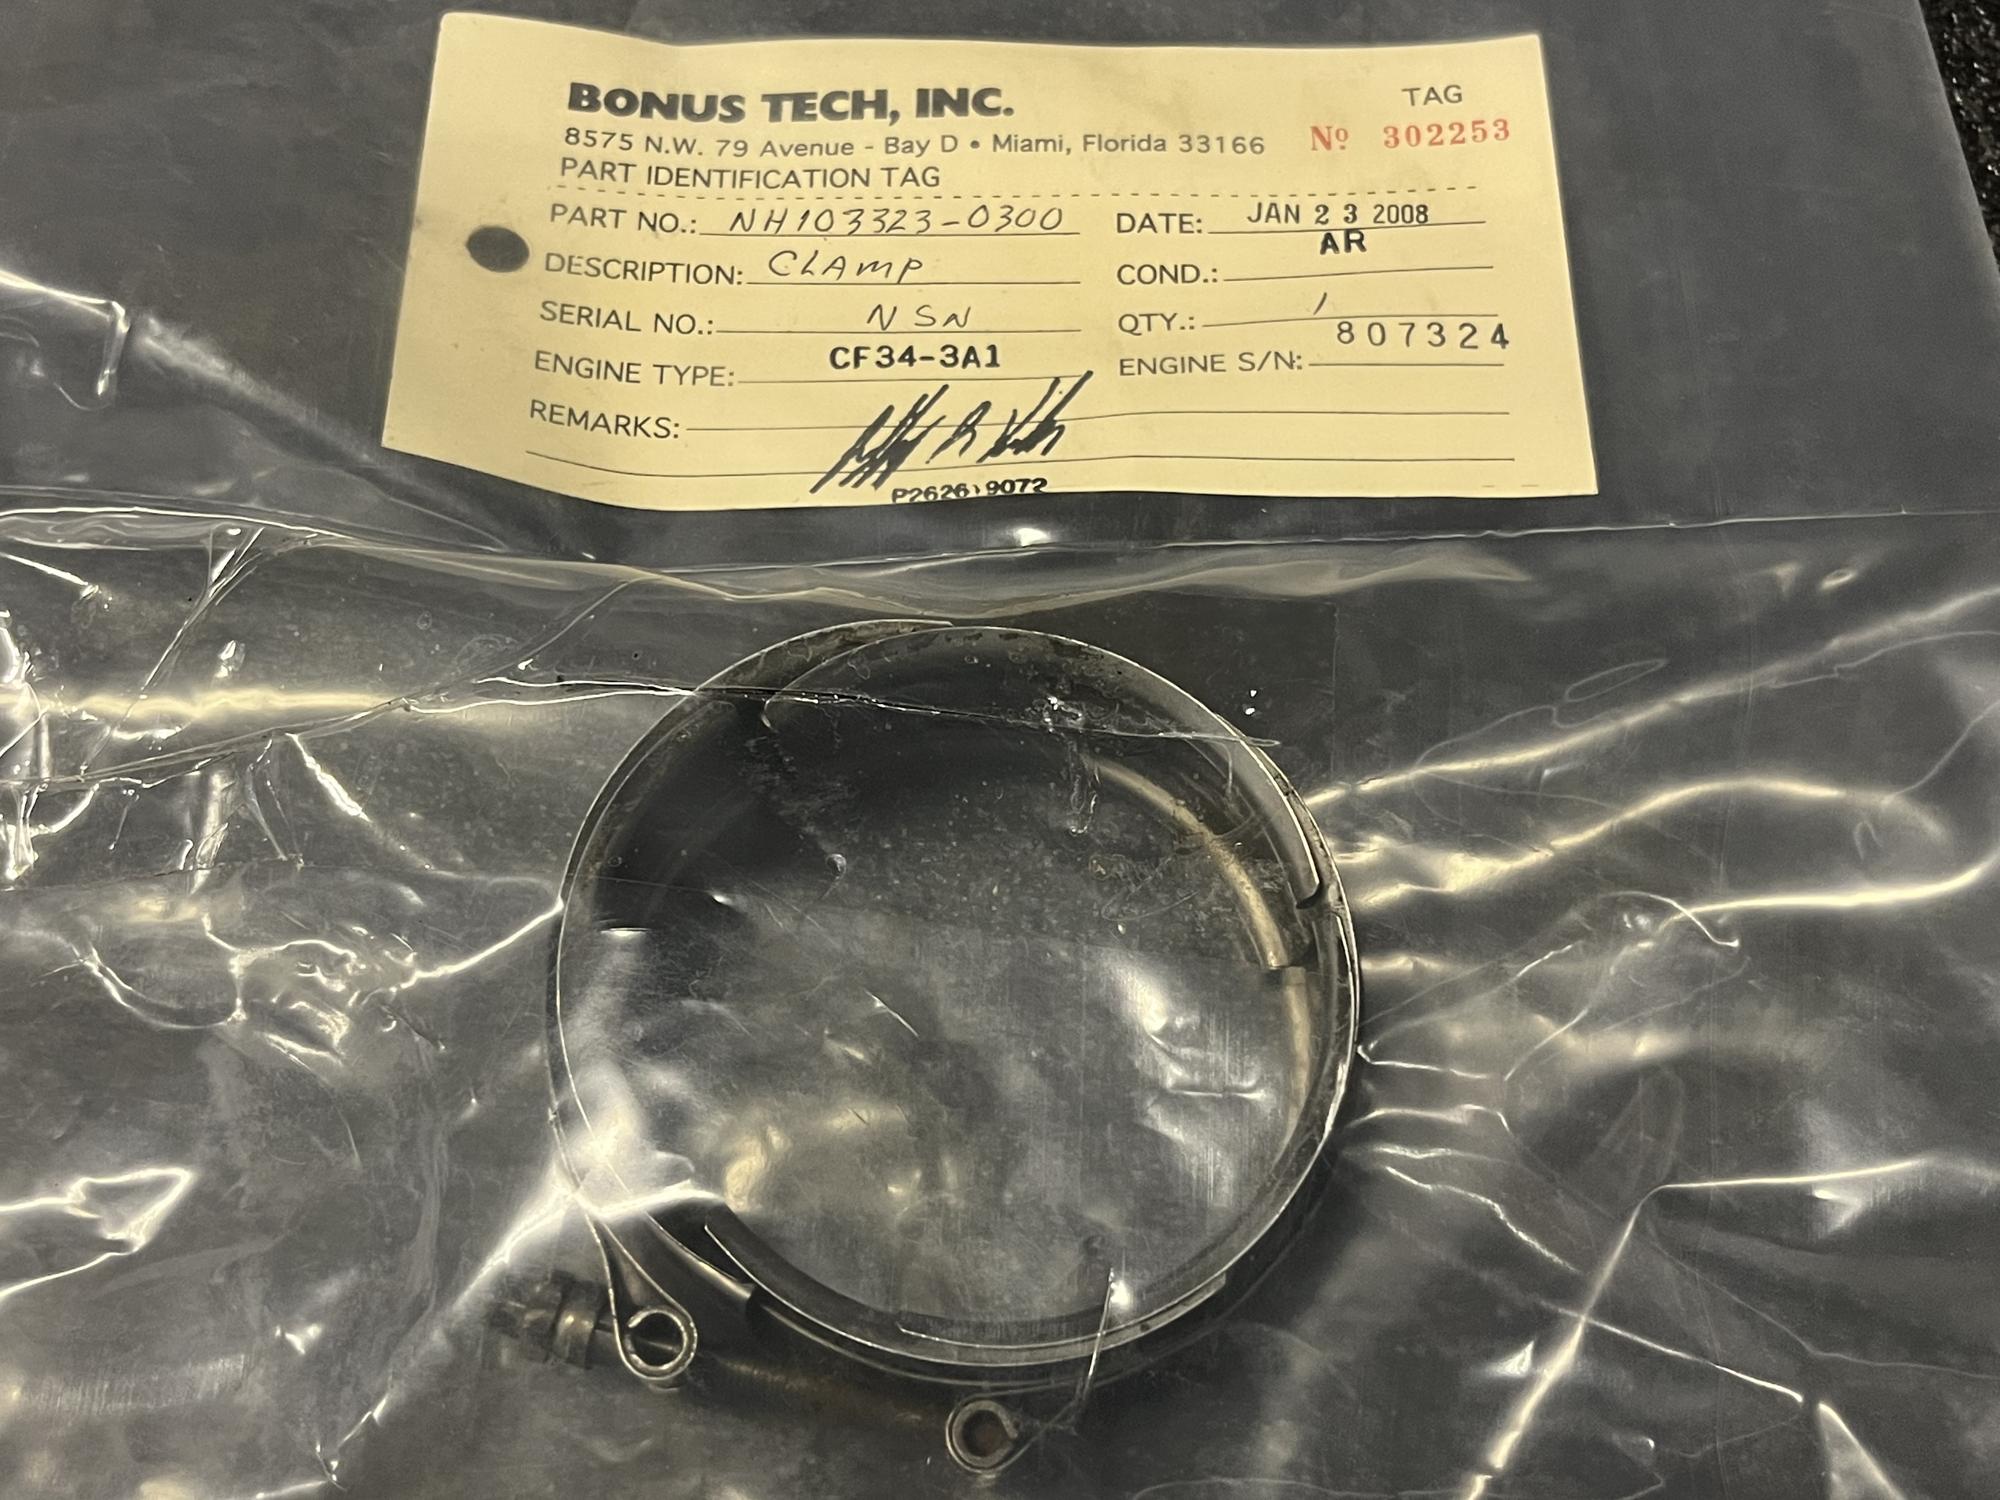 BONUS TECH, INC.
TAG
8575 N.W. 79 Avenue - Bay D • Miami, Florida 33166 Nº 302253
PART IDENTIFICATION TAG
PART NO.: NH103323-0300 DATE: JAN 23 2008
DESCRIPTION: CLAMP COND.: AR
SERIAL NO.: NSN QTY.: 1
ENGINE TYPE: CF34-3A1 ENGINE S/N: 807324
REMARKS: